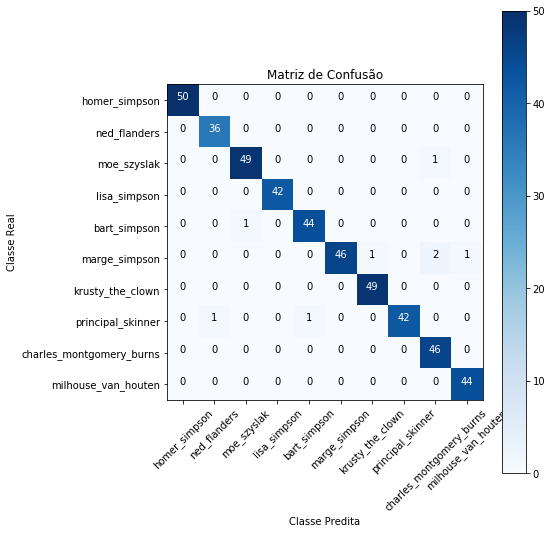 Matriz de Confusão
Classe Real
homer_simpson 50 0 0 0 0 0 0 0 0 0
ned_flanders 0 36 0 0 0 0 0 0 0 0
moe_szyslak 0 0 49 0 0 0 0 0 1 0
lisa_simpson 0 0 0 42 0 0 0 0 0 0
bart_simpson 0 0 1 0 44 0 0 0 0 0
marge_simpson 0 0 0 0 0 46 1 0 2 1
krusty_the_clown 0 0 0 0 0 0 49 0 0 0
principal_skinner 0 1 0 0 1 0 0 42 0 0
charles_montgomery_burns 0 0 0 0 0 0 0 0 46 0
milhouse_van_houten 0 0 0 0 0 0 0 0 0 44
homer_simpson
ned_flanders
moe_szyslak
lisa_simpson
bart_simpson
marge_simpson
krusty_the_clown
principal_skinner
charles_montgomery_burns
milhouse_van_houten
Classe Predita
50
40
30
20
10
0